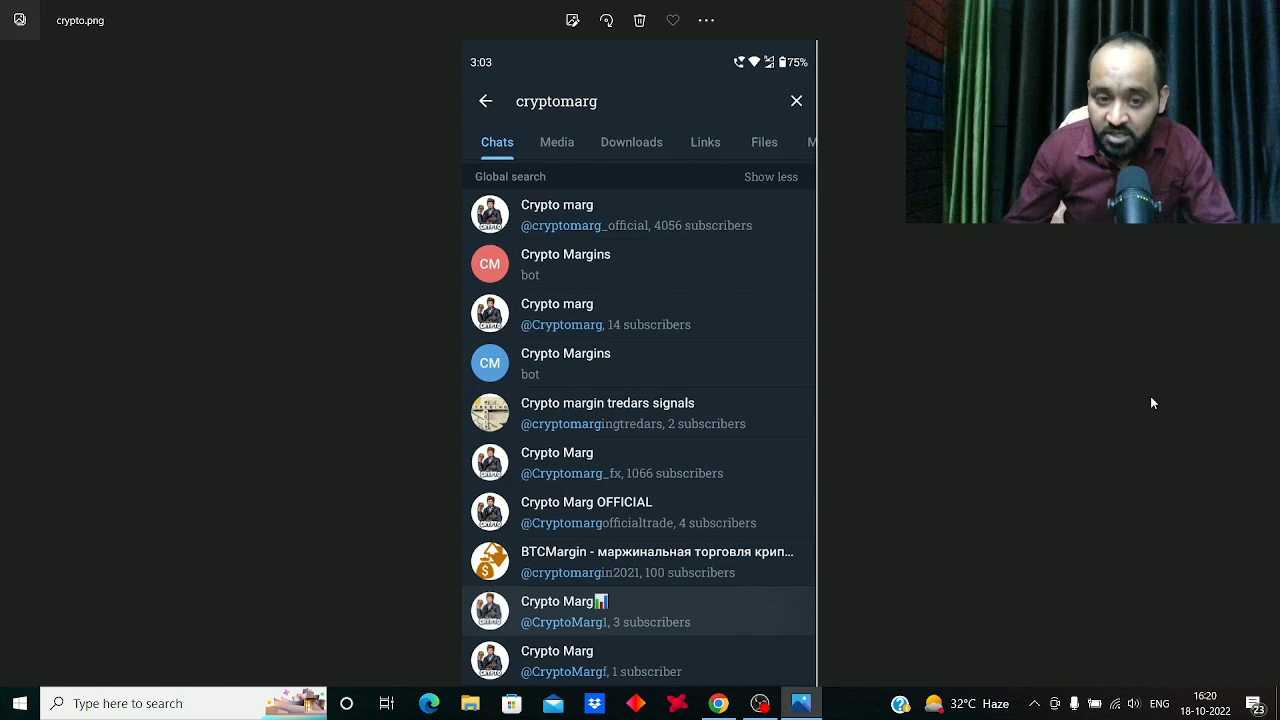 crypto.png
3:03
75%
cryptomarg
Chats Media Downloads Links Files M
Global search Show less
Crypto marg
@cryptomarg_official, 4056 subscribers
CM
Crypto Margins
bot
Crypto marg
@Cryptomarg, 14 subscribers
CM
Crypto Margins
bot
Crypto margin tredars signals
@cryptomargingtredars, 2 subscribers
Crypto Marg
@Cryptomarg_fx, 1066 subscribers
Crypto Marg OFFICIAL
@Cryptomargofficialtrade, 4 subscribers
BTCMargin - маржинальная торговля крип...
@cryptomargin2021, 100 subscribers
Crypto Marg📊
@CryptoMarg1, 3 subscribers
Crypto Marg
@CryptoMargf, 1 subscriber
Type here to search
32°C Haze
ENG
16:20
18-10-2022
23